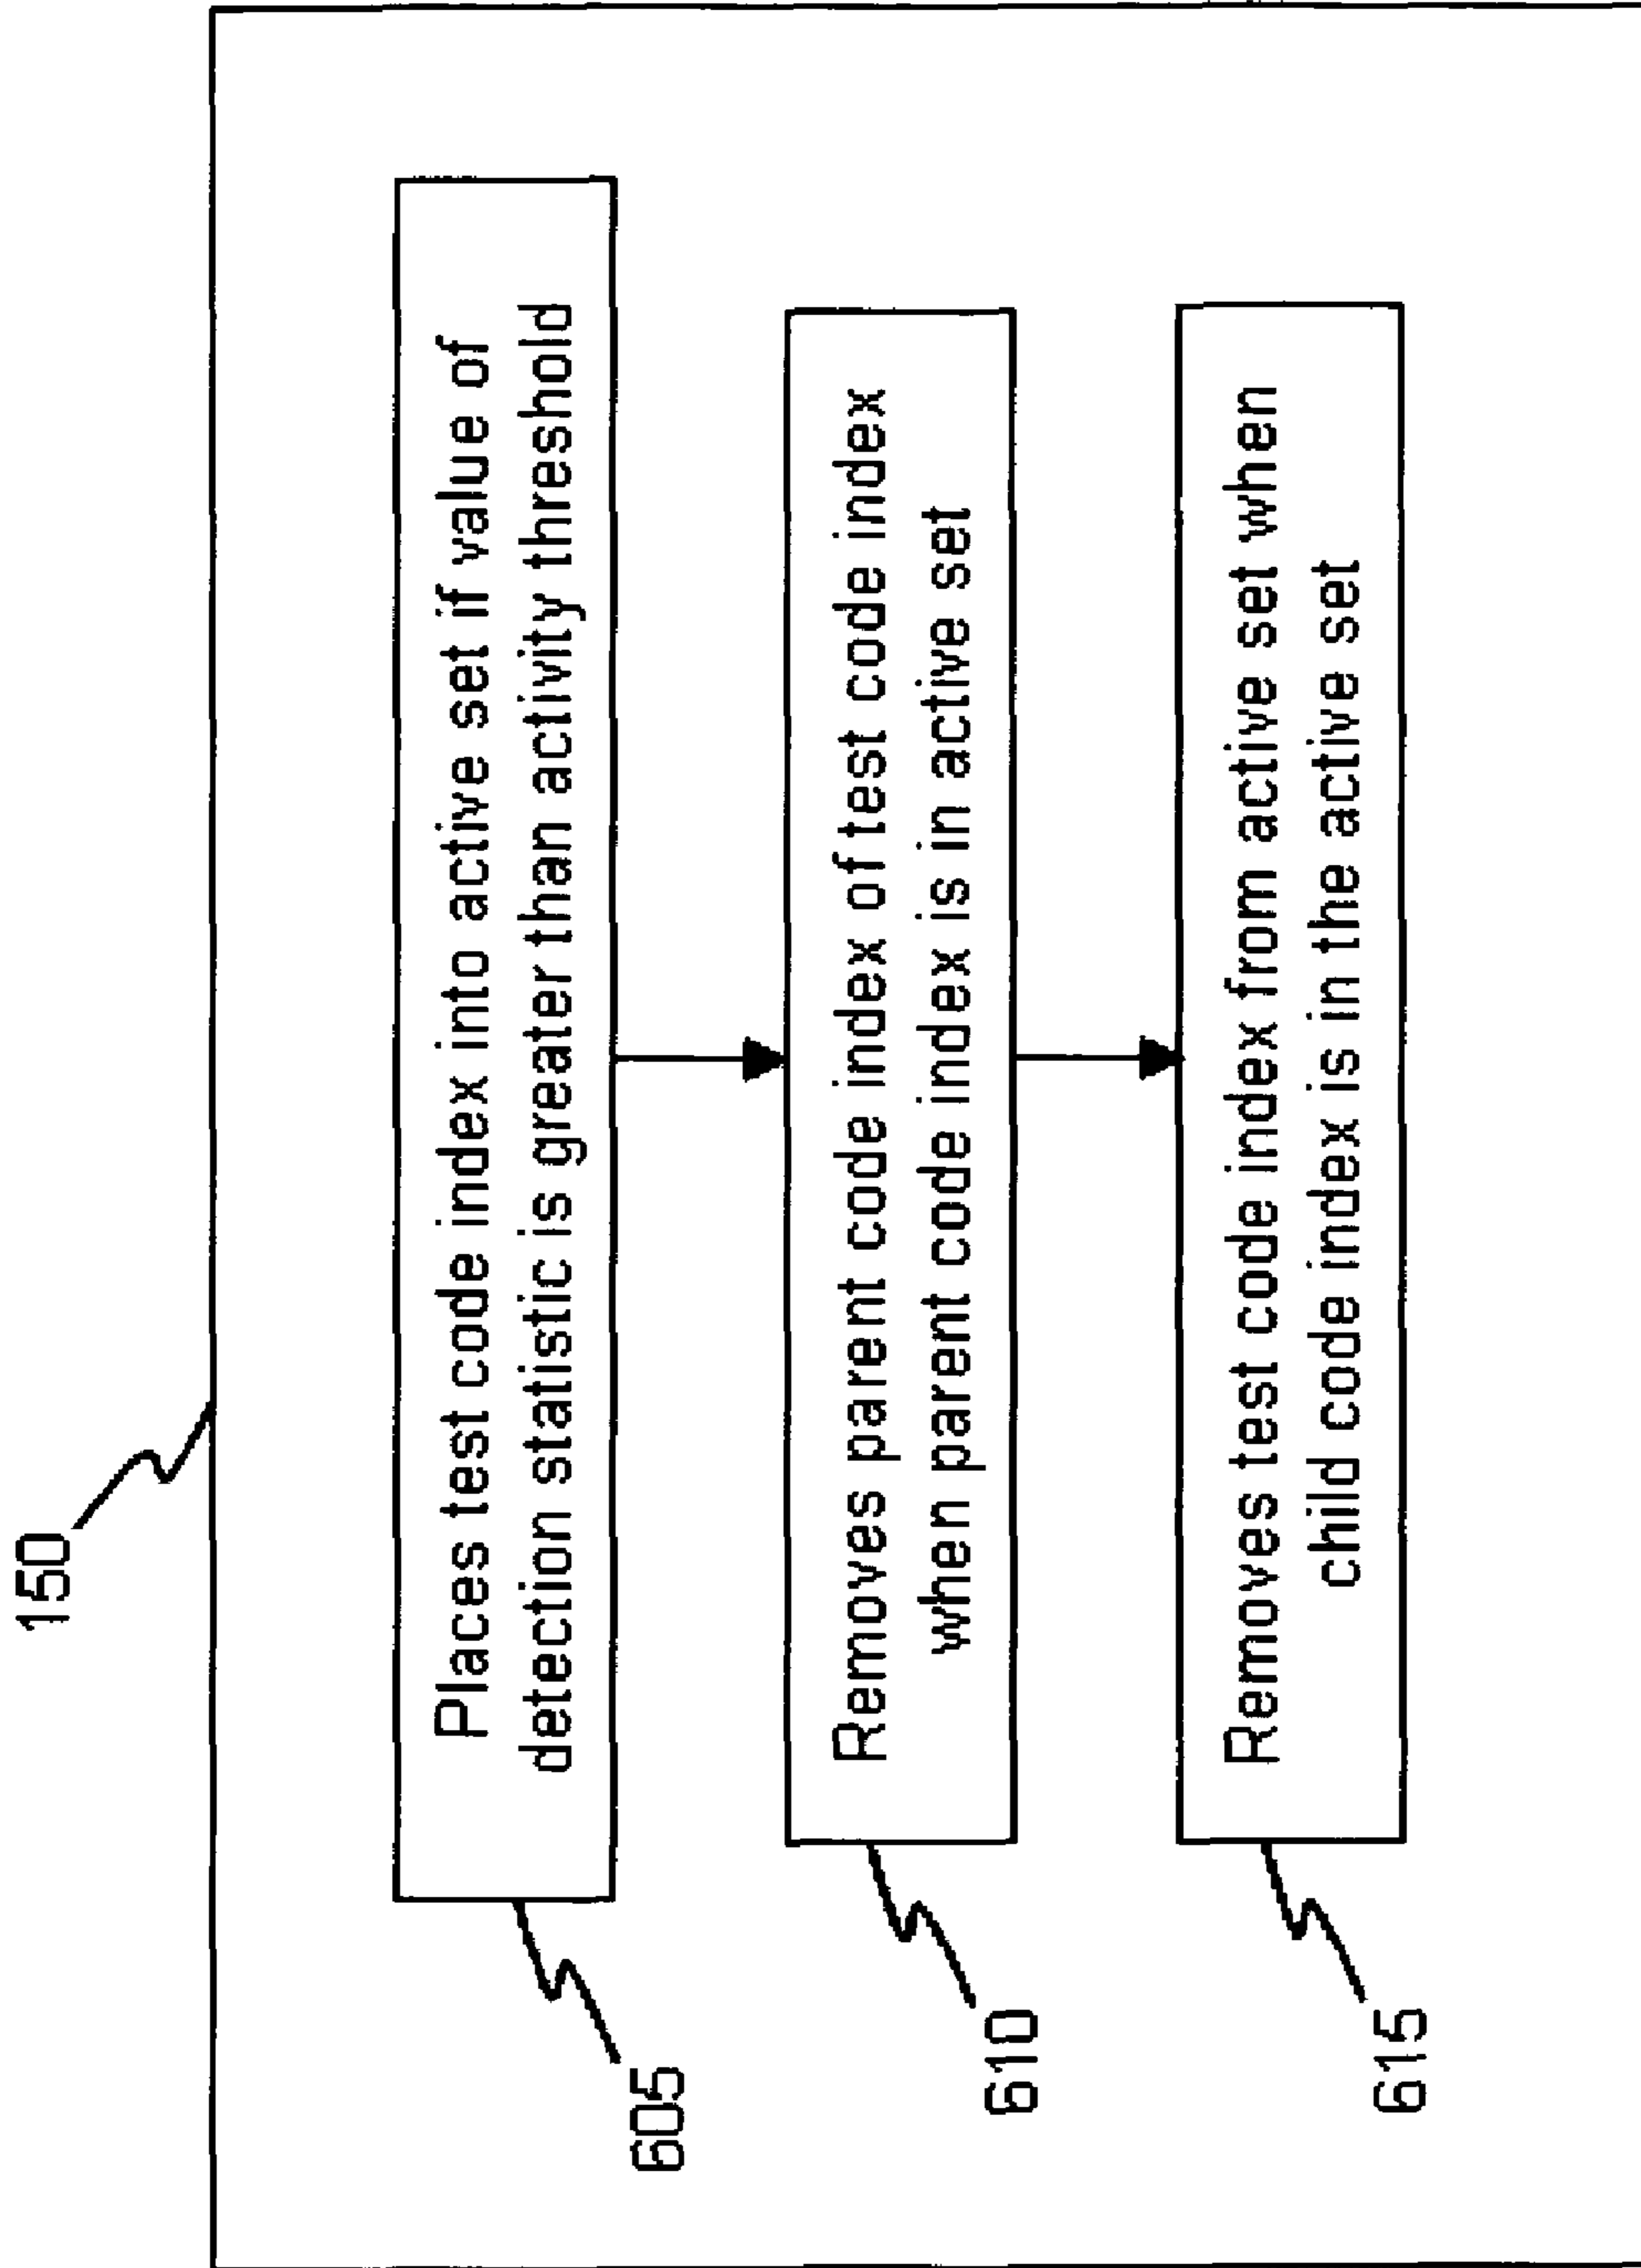 150
Places test code index into active set if value of
detection statistic is greater than activity threshold
605
Removes parent code index of test code index
when parent code index is in active set
610
Removes test code index from active set when
child code index is in the active set
615